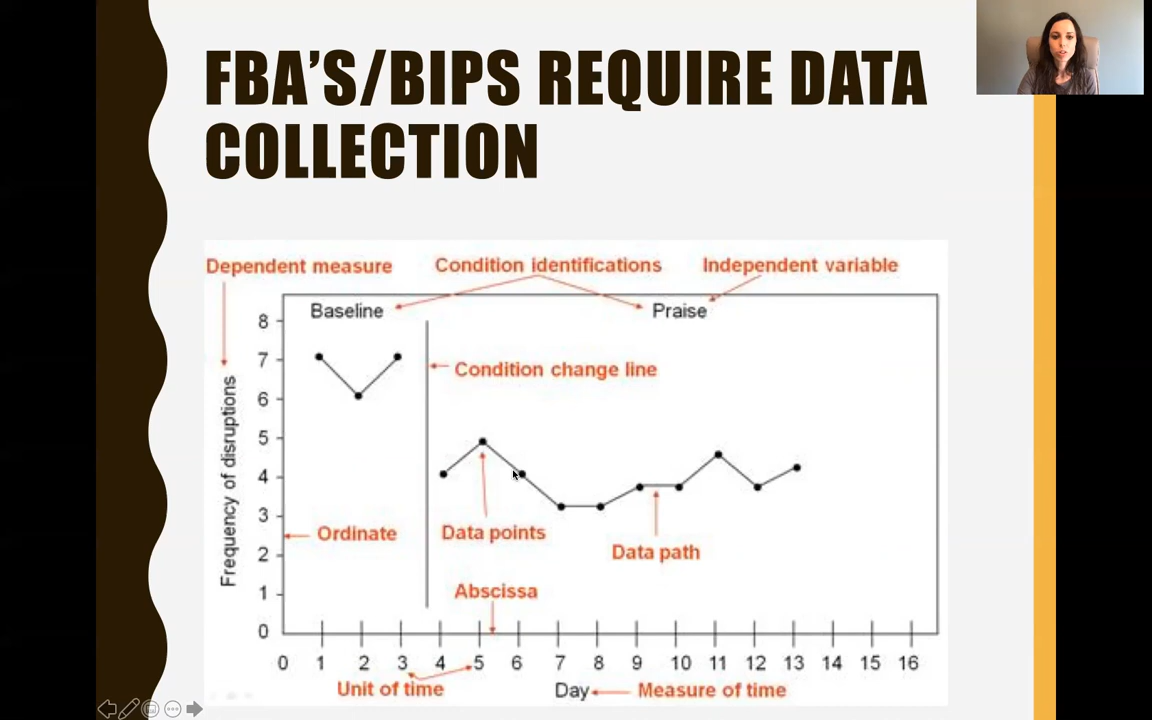 FBA'S/BIPS REQUIRE DATA
COLLECTION
Dependent measure
Condition identifications
Independent variable
Baseline
Praise
8
7
Condition change line
6
5
4
3
2
1
0
Frequency of disruptions
Ordinate
Data points
Data path
Abscissa
0 1 2 3 4 5 6 7 8 9 10 11 12 13 14 15 16
Unit of time
Day
Measure of time